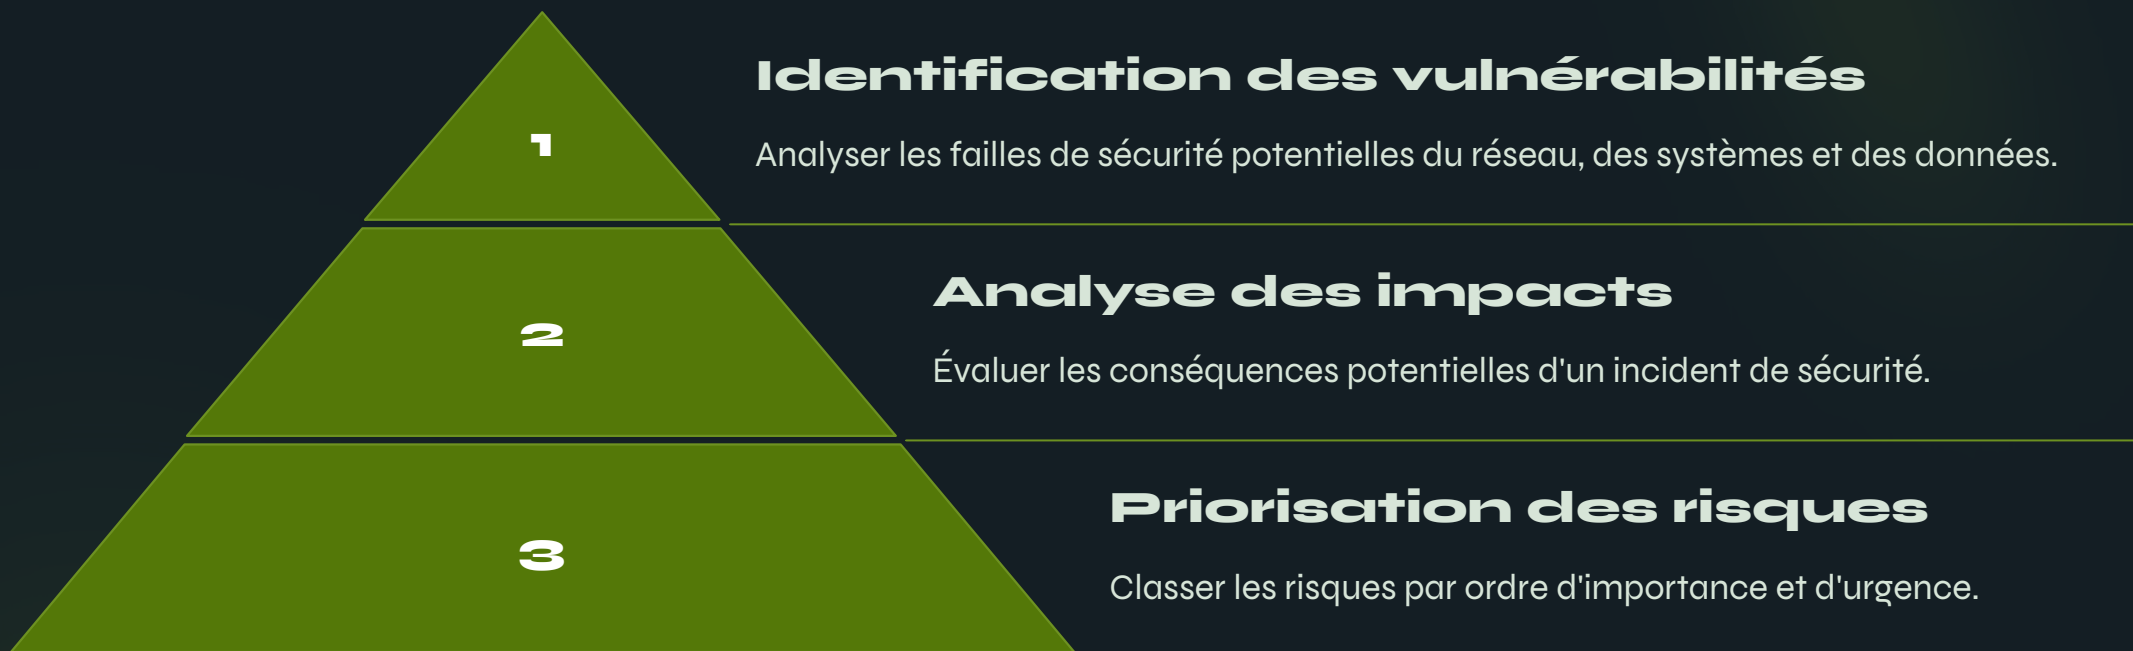 1
Identification des vulnérabilités
Analyser les failles de sécurité potentielles du réseau, des systèmes et des données.
2
Analyse des impacts
Évaluer les conséquences potentielles d'un incident de sécurité.
3
Priorisation des risques
Classer les risques par ordre d'importance et d'urgence.